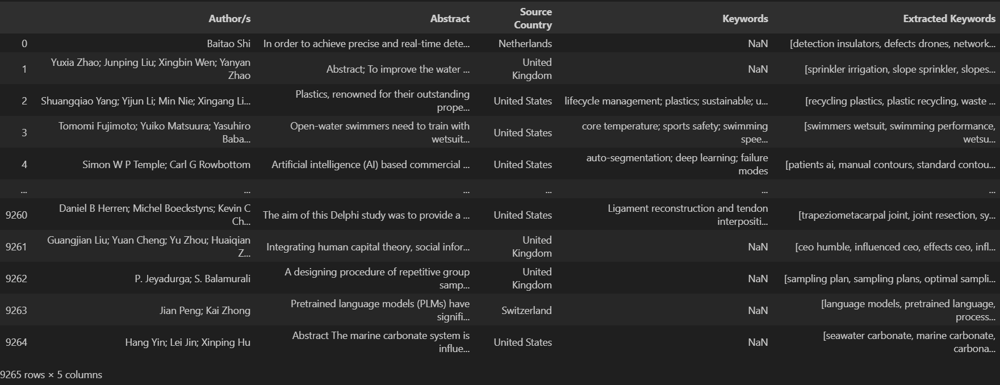 Author/s Abstract Source Country Keywords Extracted Keywords
0 Baitao Shi In order to achieve precise and real-time dete... Netherlands NaN [detection insulators, defects drones, network...
1 Yuxia Zhao; Junping Liu; Xingbin Wen; Yanyan Zhao Abstract; To improve the water ... United Kingdom NaN [sprinkler irrigation, slope sprinkler, slopes...
2 Shuangqiao Yang; Yijun Li; Min Nie; Xingang Li... Plastics, renowned for their outstanding prope... United States lifecycle management; plastics; sustainable; u... [recycling plastics, plastic recycling, waste ...
3 Tomomi Fujimoto; Yuiko Matsuura; Yasuhiro Baba... Open-water swimmers need to train with wetsuit... United States core temperature; sports safety; swimming spee... [swimmers wetsuit, swimming performance, wetsu...
4 Simon W P Temple; Carl G Rowbottom Artificial intelligence (AI) based commercial ... United States auto-segmentation; deep learning; failure modes [patients ai, manual contours, standard contou...
... ... ... ... ... ...
9260 Daniel B Herren; Michel Boeckstyns; Kevin C Ch... The aim of this Delphi study was to provide a ... United States Ligament reconstruction and tendon interpositi... [trapeziometacarpal joint, joint resection, sy...
9261 Guangjian Liu; Yuan Cheng; Yu Zhou; Huaiqian Z... Integrating human capital theory, social infor... United Kingdom NaN [ceo humble, influenced ceo, effects ceo, infl...
9262 P. Jeyadurga; S. Balamurali A designing procedure of repetitive group samp... United Kingdom NaN [sampling plan, sampling plans, optimal sampli...
9263 Jian Peng; Kai Zhong Pretrained language models (PLMs) have signifi... Switzerland NaN [language models, pretrained language, process...
9264 Hang Yin; Lei Jin; Xinping Hu Abstract The marine carbonate system is influe... United States NaN [seawater carbonate, marine carbonate, carbona...
9265 rows × 5 columns